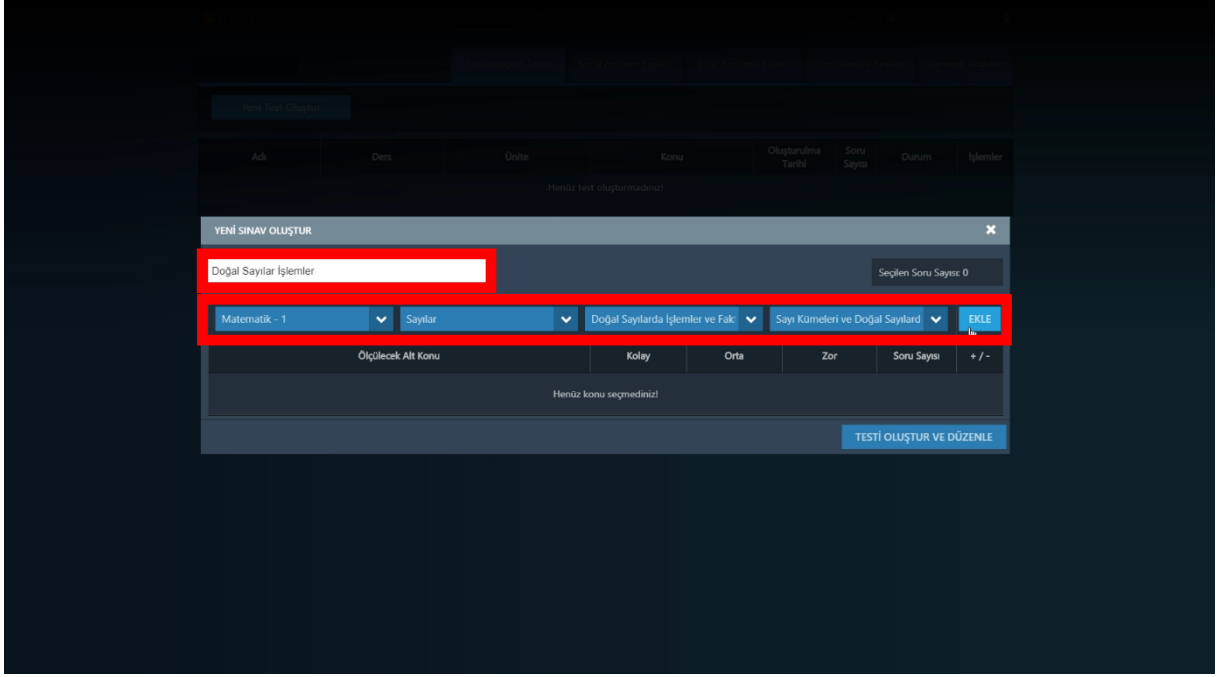 Yeni Test Oluştur
Adı Ders Ünite Konu Oluşturulma Tarihi Soru Sayısı Durum İşlemler
Henüz test oluşturmadınız!
YENİ SINAV OLUŞTUR
Doğal Sayılar İşlemler
Seçilen Soru Sayısı: 0
Matematik - 1 Sayılar Doğal Sayılarda İşlemler ve Fak Sayı Kümeleri ve Doğal Sayılard EKLE
Ölçülecek Alt Konu Kolay Orta Zor Soru Sayısı + / -
Henüz konu seçmediniz!
TESTİ OLUŞTUR VE DÜZENLE